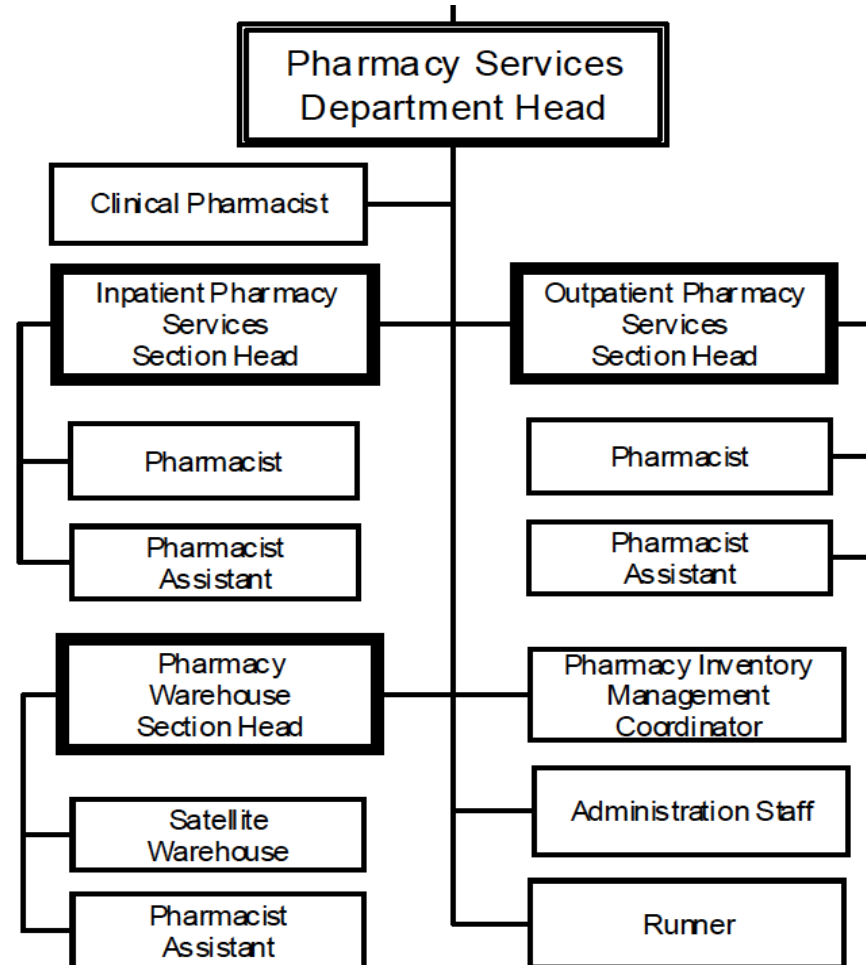 Pharmacy Services
Department Head
Clinical Pharmacist
Inpatient Pharmacy
Services
Section Head
Outpatient Pharmacy
Services
Section Head
Pharmacist
Pharmacist
Pharmacist
Assistant
Pharmacist
Assistant
Pharmacy
Warehouse
Section Head
Pharmacy Inventory
Management
Coordinator
Satellite
Warehouse
Administration Staff
Pharmacist
Assistant
Runner